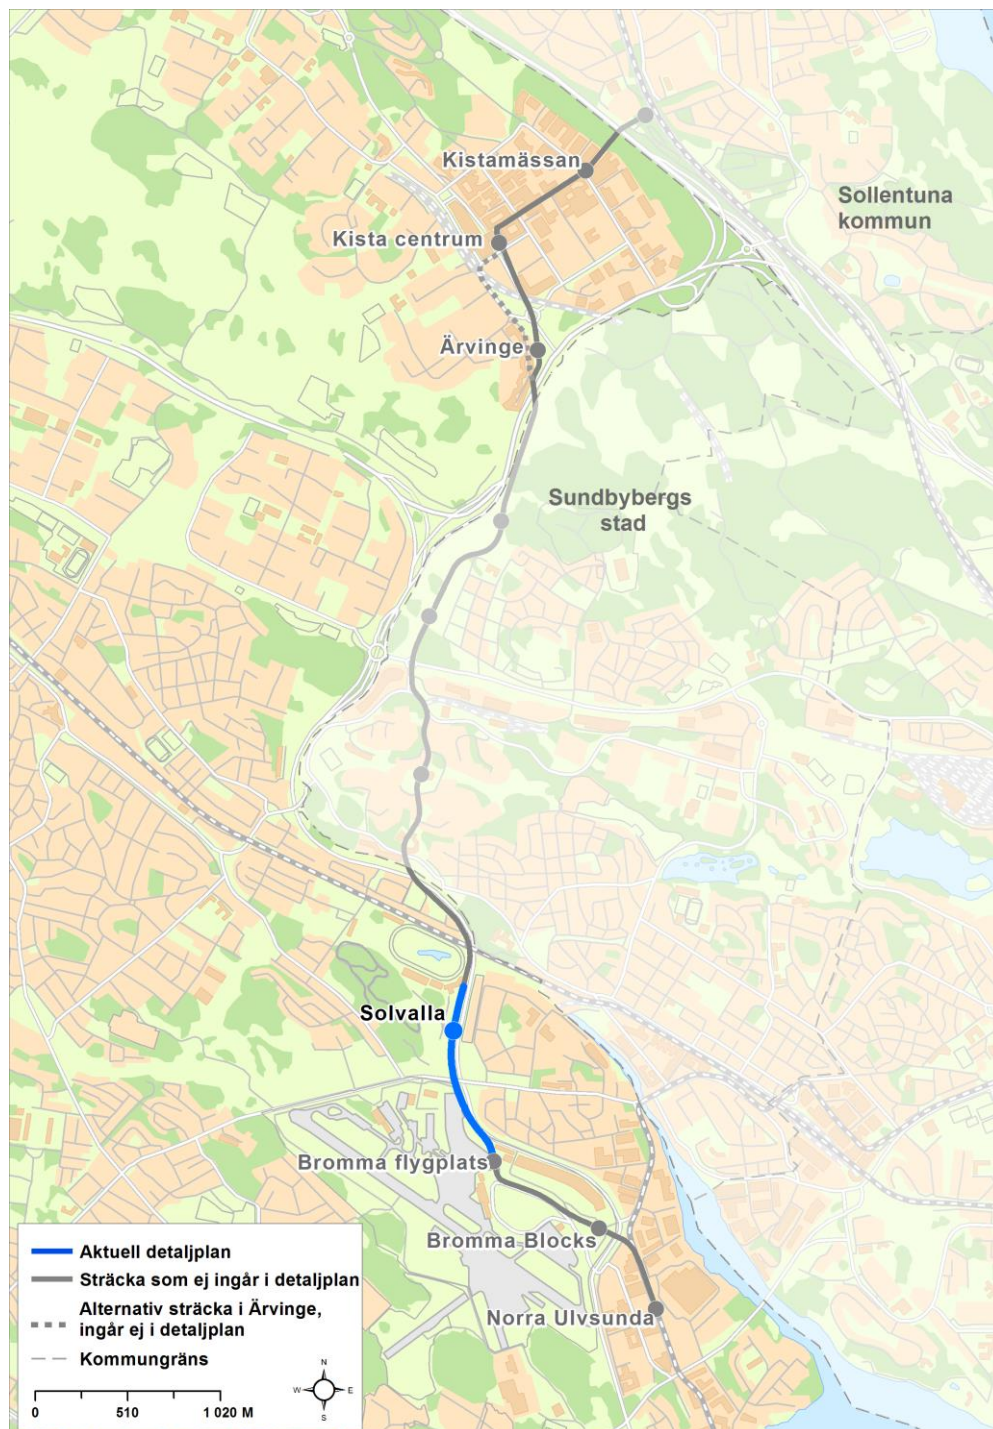 Kistamässan
Sollentuna
kommun
Kista centrum
Ärvinge
Sundbybergs
stad
Solvalla
Bromma flygplats
Bromma Blocks
Norra Ulvsunda
Aktuell detaljplan
Sträcka som ej ingår i detaljplan
Alternativ sträcka i Ärvinge,
ingår ej i detaljplan
Kommungräns
N
W E
S
0 510 1 020 M